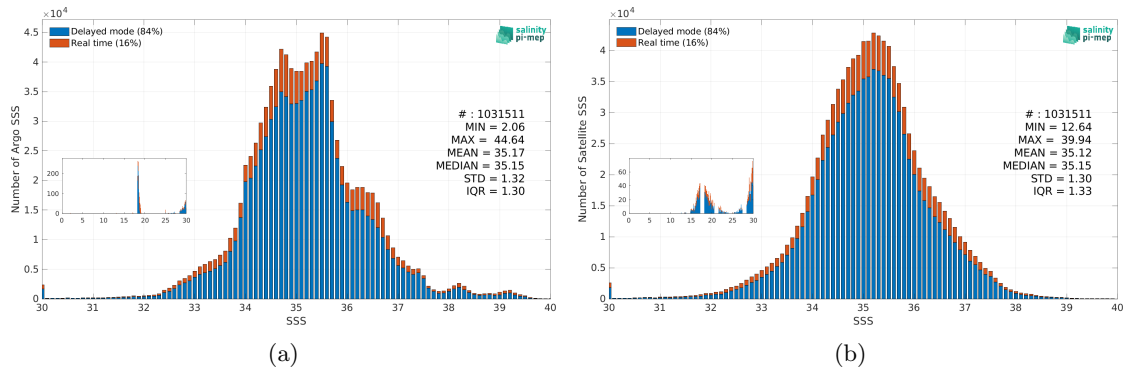 ×10⁴
4.5
4
3.5
3
2.5
2
1.5
1
0.5
0
Number of Argo SSS
Delayed mode (84%)
Real time (16%)
salinity
pi-mep
# : 1031511
MIN = 2.06
MAX = 44.64
MEAN = 35.17
MEDIAN = 35.15
STD = 1.32
IQR = 1.30
200
100
0
0 5 10 15 20 25 30
30 31 32 33 34 35 36 37 38 39 40
SSS
(a)
×10⁴
4
3.5
3
2.5
2
1.5
1
0.5
0
Number of Satellite SSS
Delayed mode (84%)
Real time (16%)
salinity
pi-mep
# : 1031511
MIN = 12.64
MAX = 39.94
MEAN = 35.12
MEDIAN = 35.15
STD = 1.30
IQR = 1.33
60
40
20
0
0 5 10 15 20 25 30
30 31 32 33 34 35 36 37 38 39 40
SSS
(b)